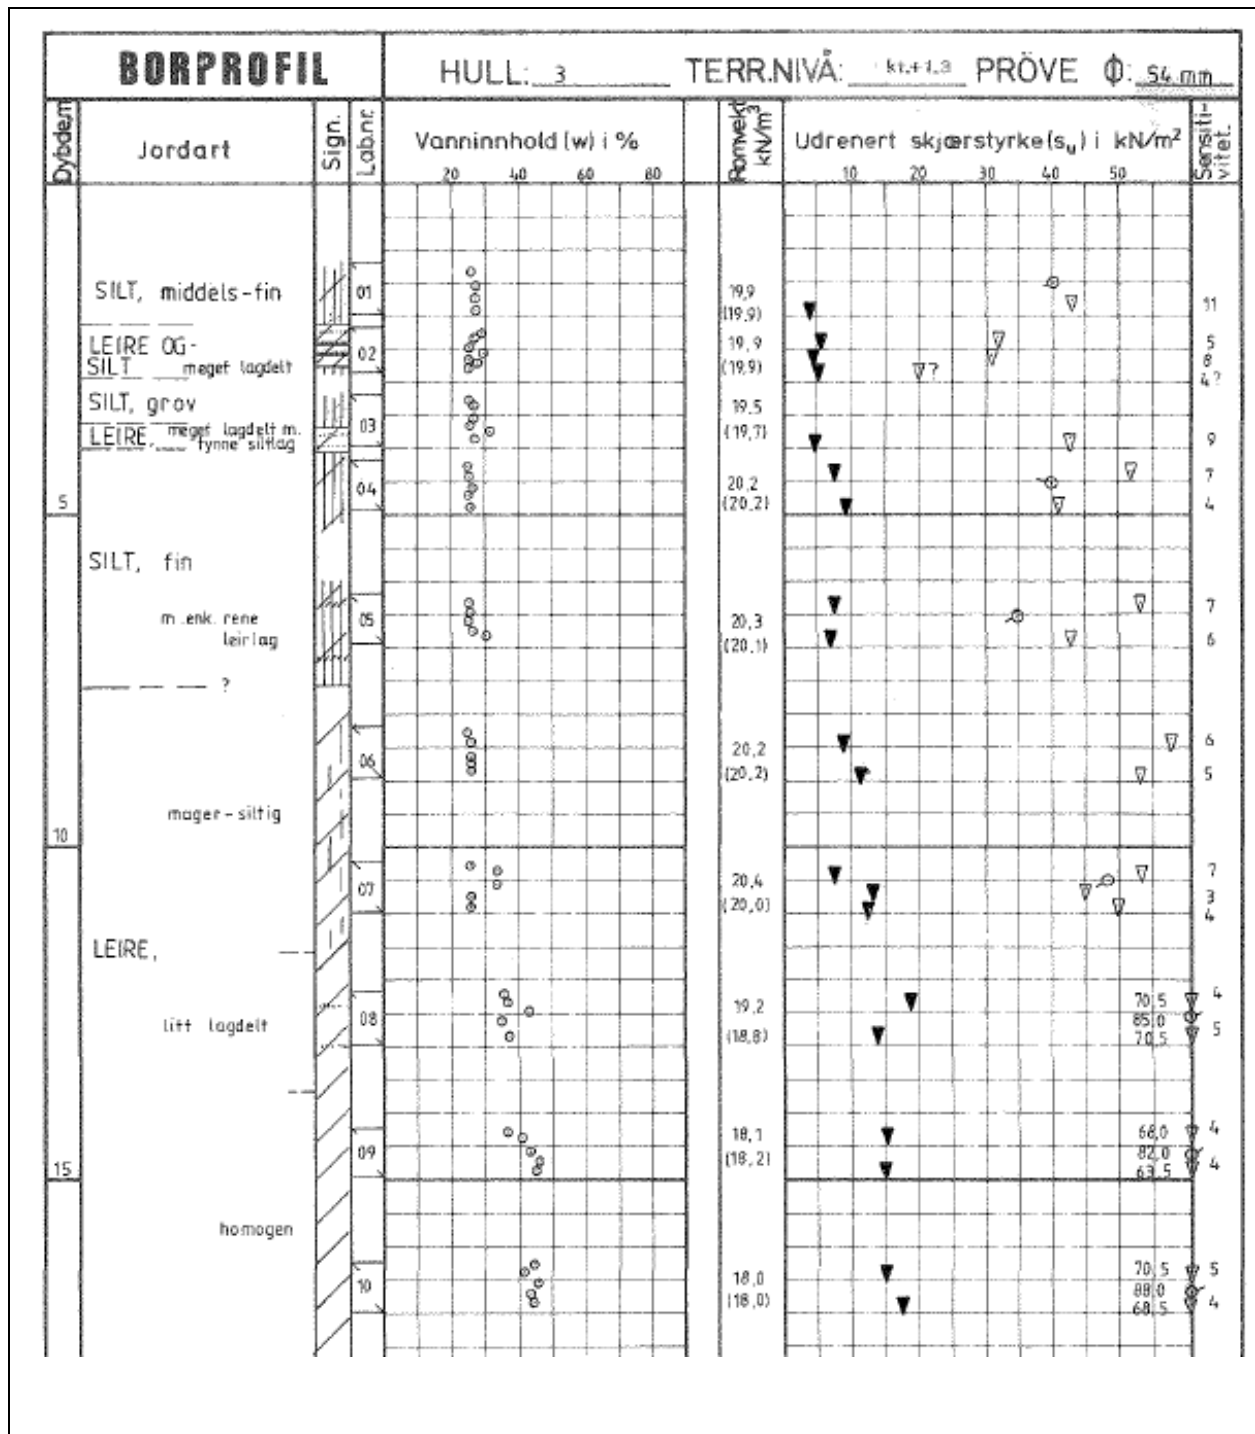 BORPROFIL
HULL: 3 TERR.NIVÅ: kt.+1.3 PRÖVE Φ: 54 mm
Dybde,m Jordart Sign. Lab.nr. Vanninnhold (w) i % Romvekt kN/m³ Udrenert skjærstyrke (su) i kN/m² Sensiti-vitet.
20 40 60 80 10 20 30 40 50
SILT, middels-fin 01 19,9 11
(19,9)
LEIRE OG- 02 19,9 5
8
SILT meget lagdelt (19,9) ? 4?
SILT, grov 03 19,5
LEIRE, meget lagdelt m. (19,7) 9
tynne siltlag
04 20,2 7
5 (20,2) 4
SILT, fin
m.enk. rene 05 20,3 7
leirlag (20,1) 6
?
06 20,2 6
(20,2) 5
mager-siltig
10
07 20,4 7
3
(20,0) 4
LEIRE,
08 19,2 70,5 4
litt lagdelt 85,0
(18,8) 70,5 5
09 18,1 68,0 4
(18,2) 82,0
15 63,5 4
homogen
10 18,0 70,5 5
88,0
(18,0) 68,5 4